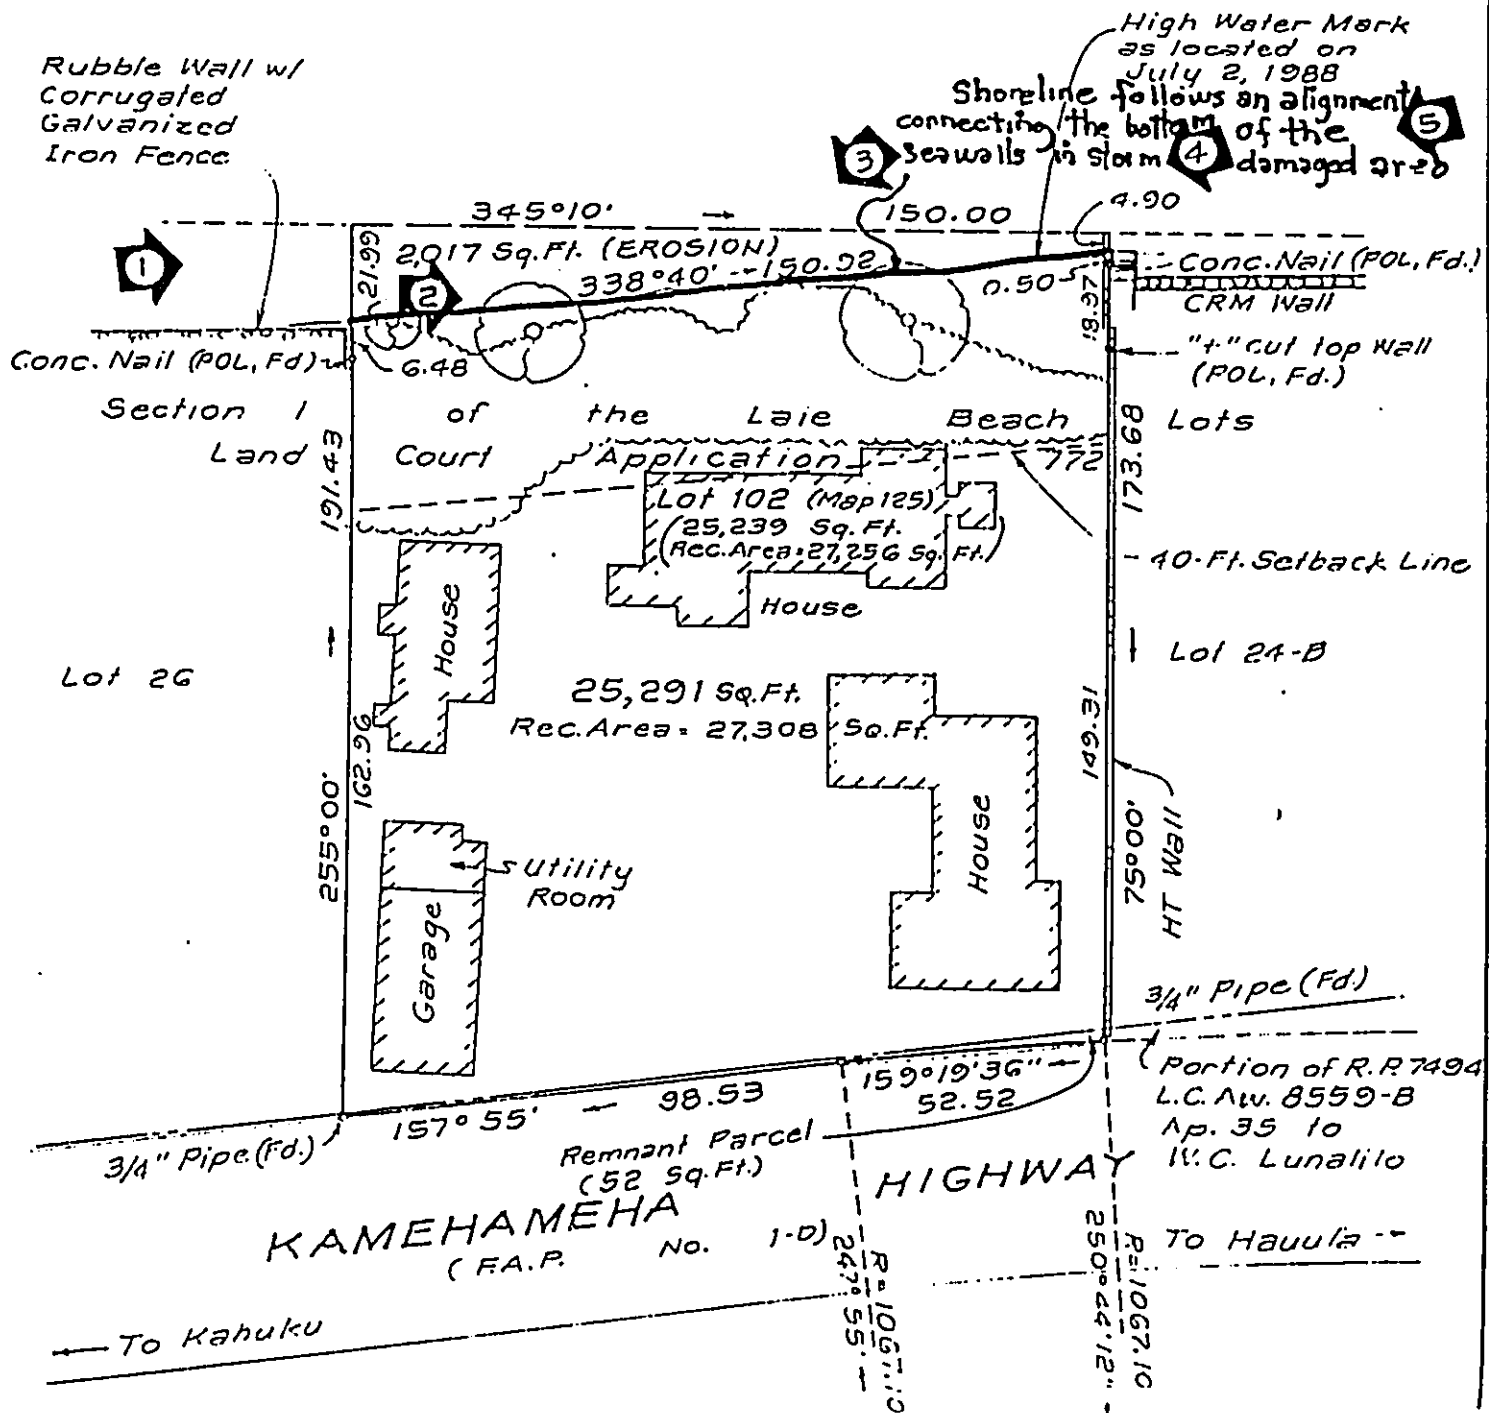 High Water Mark
as located on
July 2, 1988
Rubble Wall w/
Corrugated
Galvanized
Iron Fence
Shoreline follows an alignment
connecting the bottom of the
seawalls in storm damaged area
5
3
4
1
2
345°10'
150.00
4.90
21.99
2,017 Sq.Ft. (EROSION)
338°40'
150.92
0.50
Conc. Nail (POL, Fd.)
CRM Wall
18.97
"+" cut top Wall
(POL, Fd.)
Conc. Nail (POL, Fd)
6.48
Section 1 of the Laie Beach Lots
Land Court Application 772
191.43
173.68
Lot 102 (Map 125)
(25,239 Sq. Ft.
Rec. Area = 27,256 Sq. Ft.)
40-Ft. Setback Line
House
House
Lot 26
Lot 24-B
25,291 Sq. Ft.
Rec. Area = 27,308 Sq. Ft.
162.96
149.31
255°00'
75°00'
HT Wall
House
Utility
Room
Garage
3/4" Pipe (Fd.)
159°19'36"
52.52
98.53
157°55'
3/4" Pipe (Fd.)
Remnant Parcel
(52 Sq. Ft.)
Portion of R.P. 7494
L.C. Aw. 8559-B
Ap. 35 to
W.C. Lunalilo
KAMEHAMEHA HIGHWAY
(F.A.P. No. 1-D)
247°55'
R=1067.10
250°44'12"
R=1067.10
To Hauula
To Kahuku